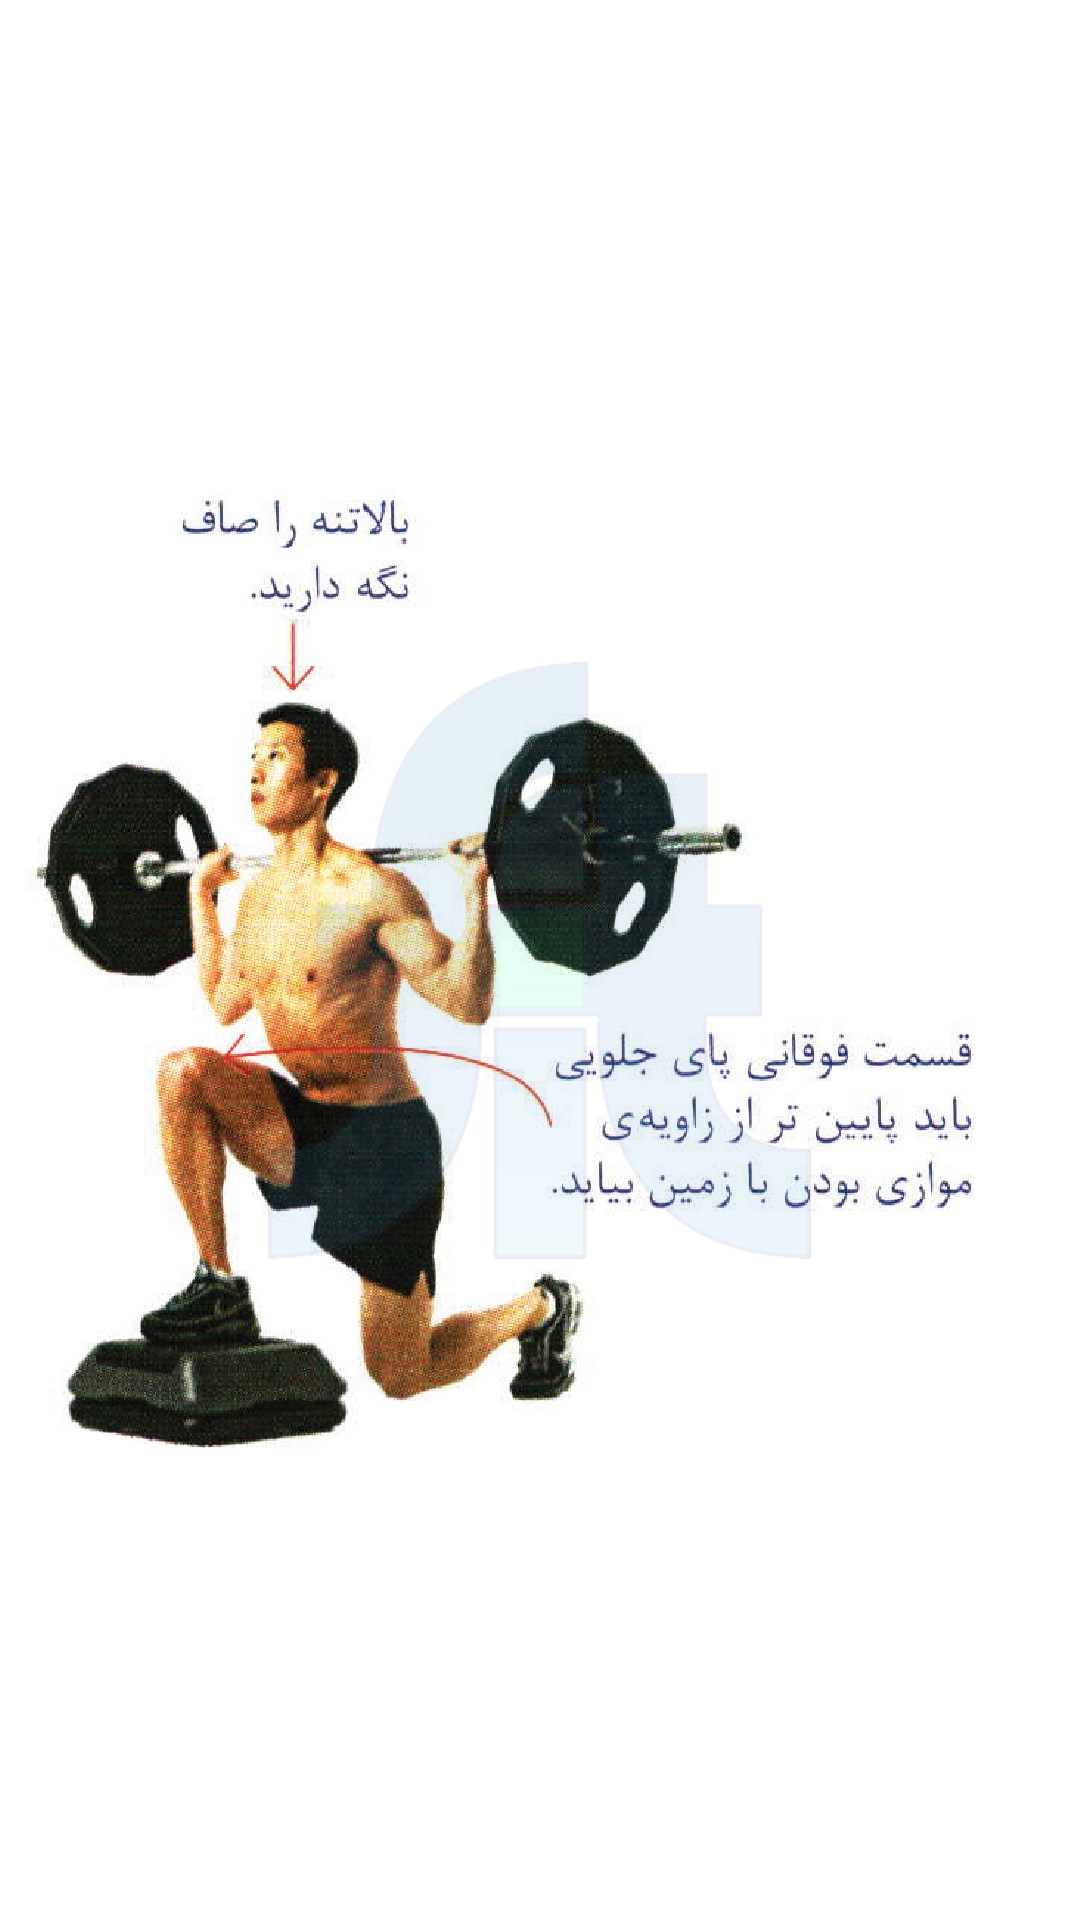 بالاتنه را صاف
نگه دارید.
قسمت فوقانی پای جلویی
باید پایین تر از زاویه‌ی
موازی بودن با زمین بیاید.